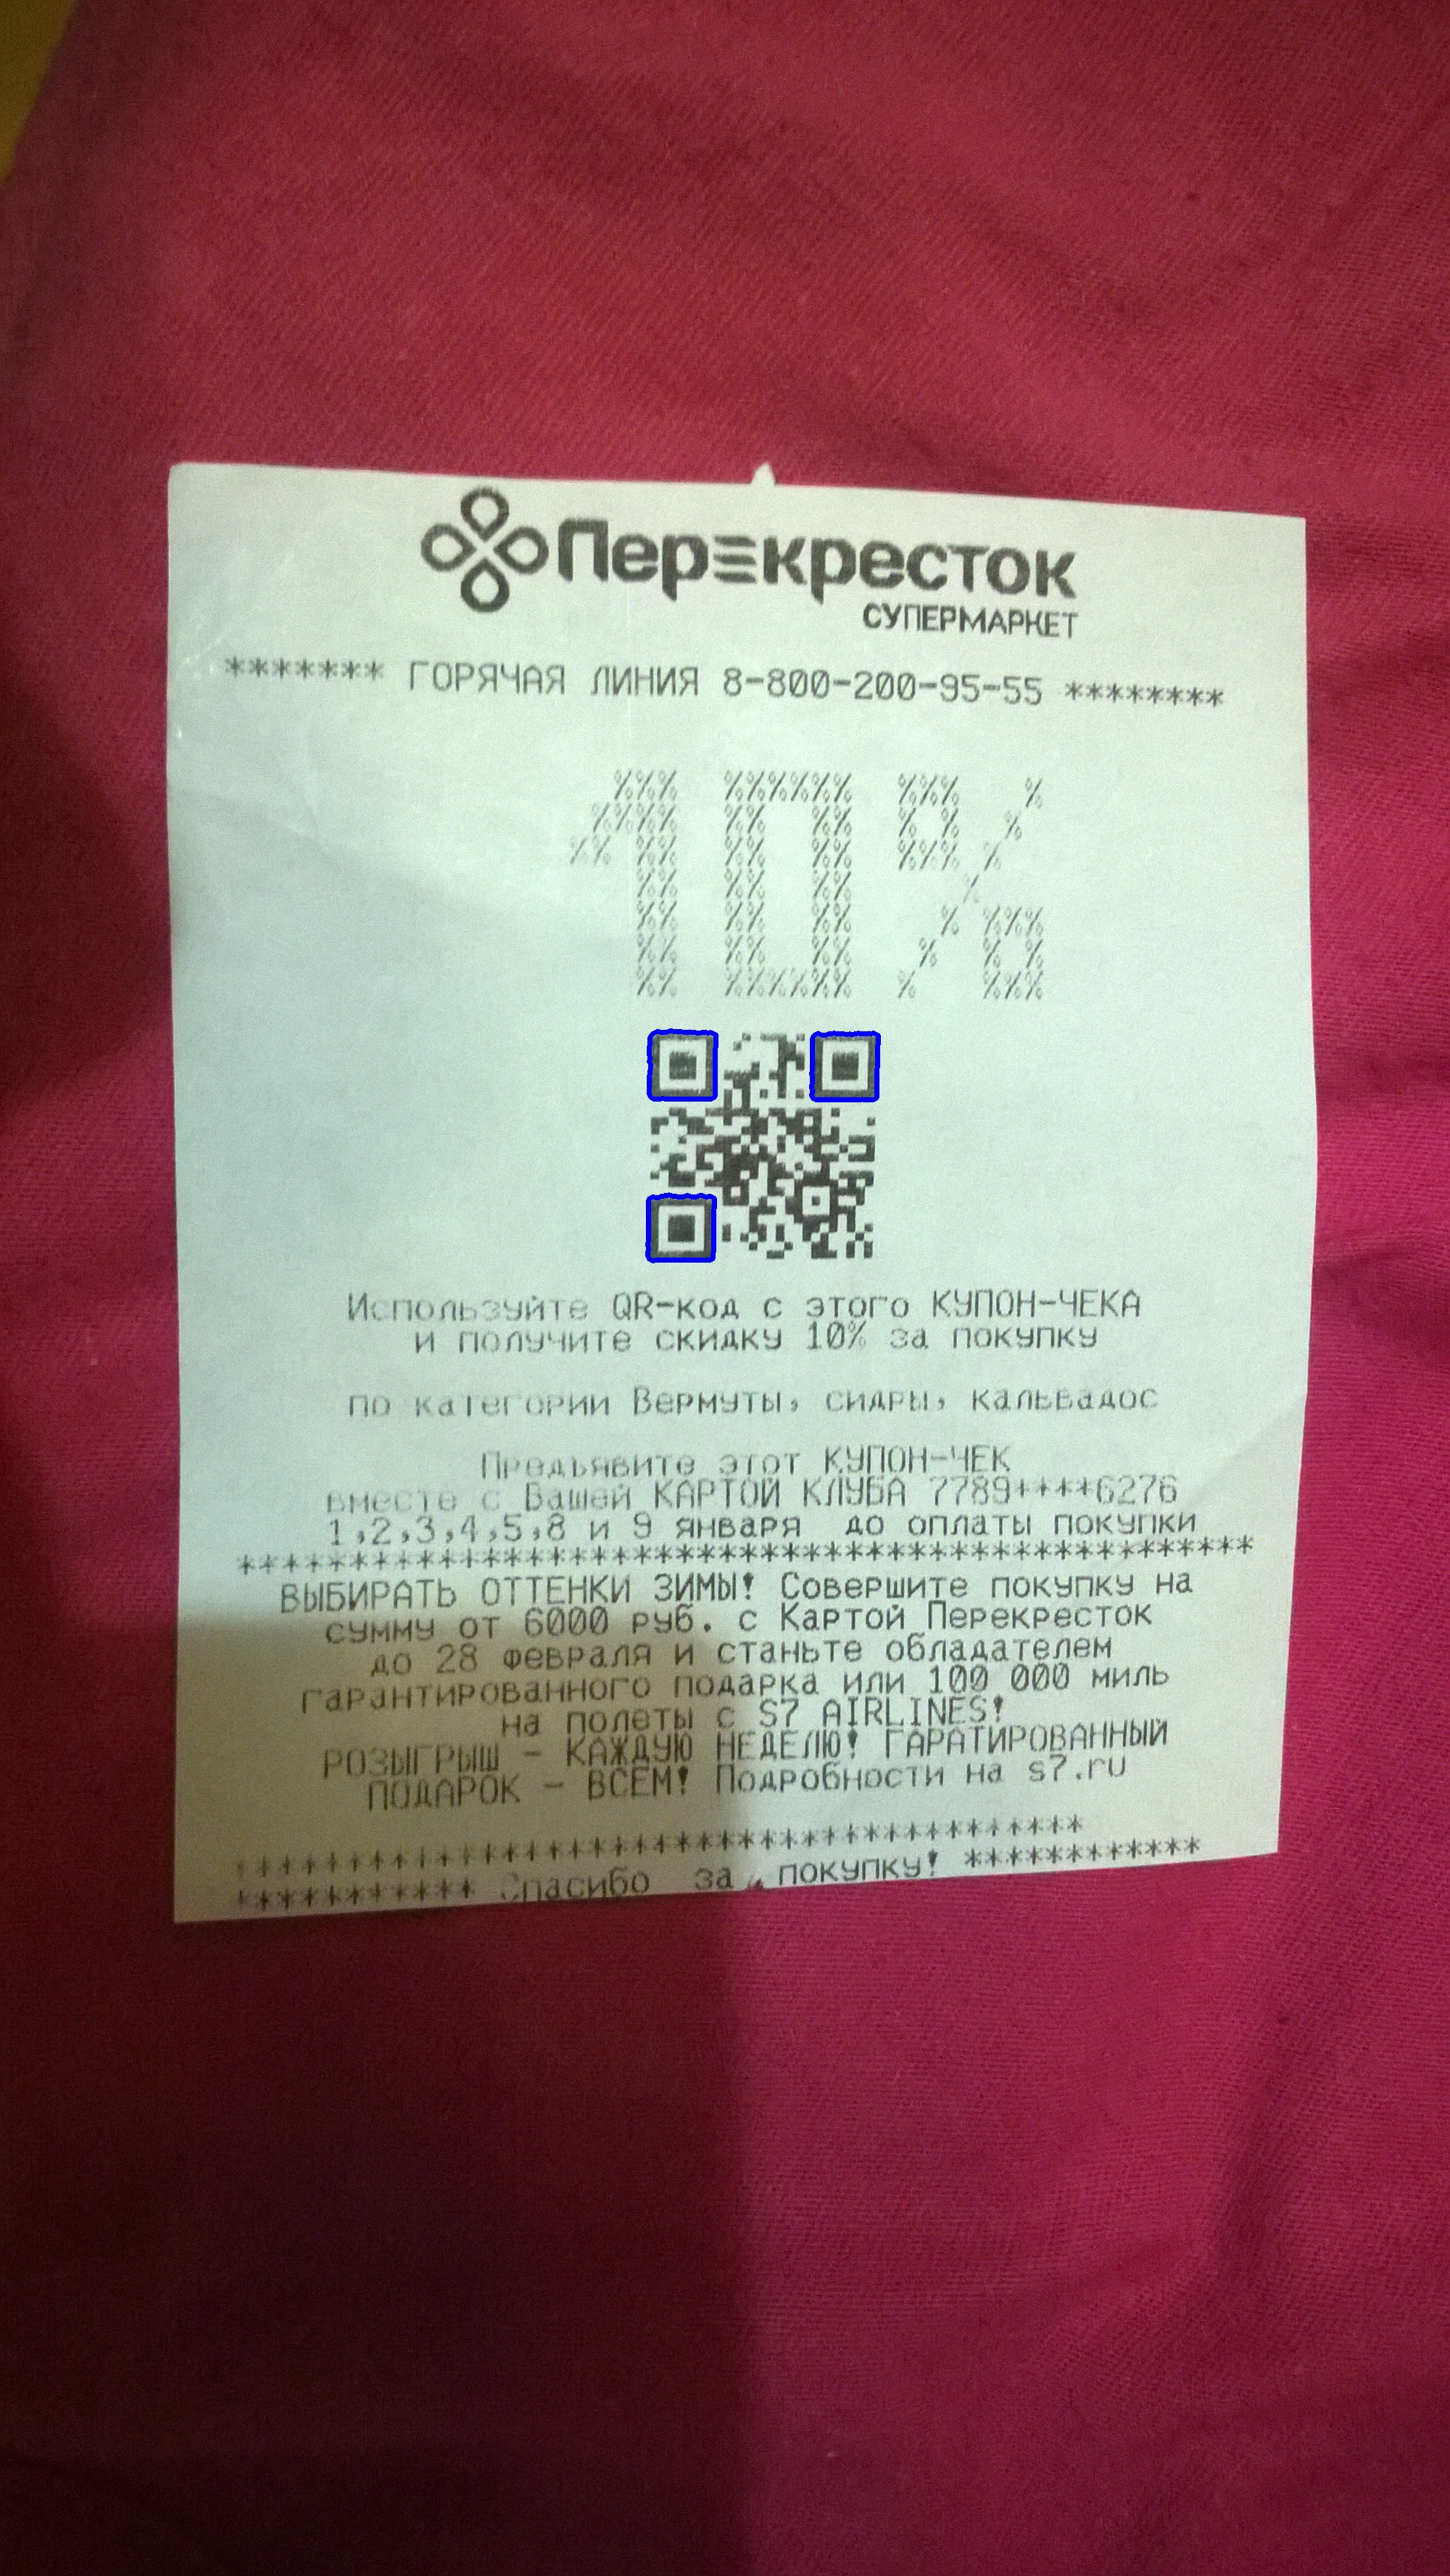 ПерΞкресток
СУПЕРМАРКЕТ
******* ГОРЯЧАЯ ЛИНИЯ 8-800-200-95-55 ********
10%
Используйте QR-код с этого КУПОН-ЧЕКА
и получите скидку 10% за покупку
по категории Вермуты, сидры, кальвадос
Предъявите этот КУПОН-ЧЕК
вместе с Вашей КАРТОЙ КЛУБА 7789****6276
1,2,3,4,5,8 и 9 января до оплаты покупки
***********************************************
ВЫБИРАТЬ ОТТЕНКИ ЗИМЫ! Совершите покупку на
сумму от 6000 руб. с Картой Перекресток
до 28 февраля и станьте обладателем
гарантированного подарка или 100 000 миль
на полеты с S7 AIRLINES!
РОЗЫГРЫШ - КАЖДУЮ НЕДЕЛЮ! ГАРАТИРОВАННЫЙ
ПОДАРОК - ВСЕМ! Подробности на s7.ru
***************************************
*********** Спасибо за покупку! ***********